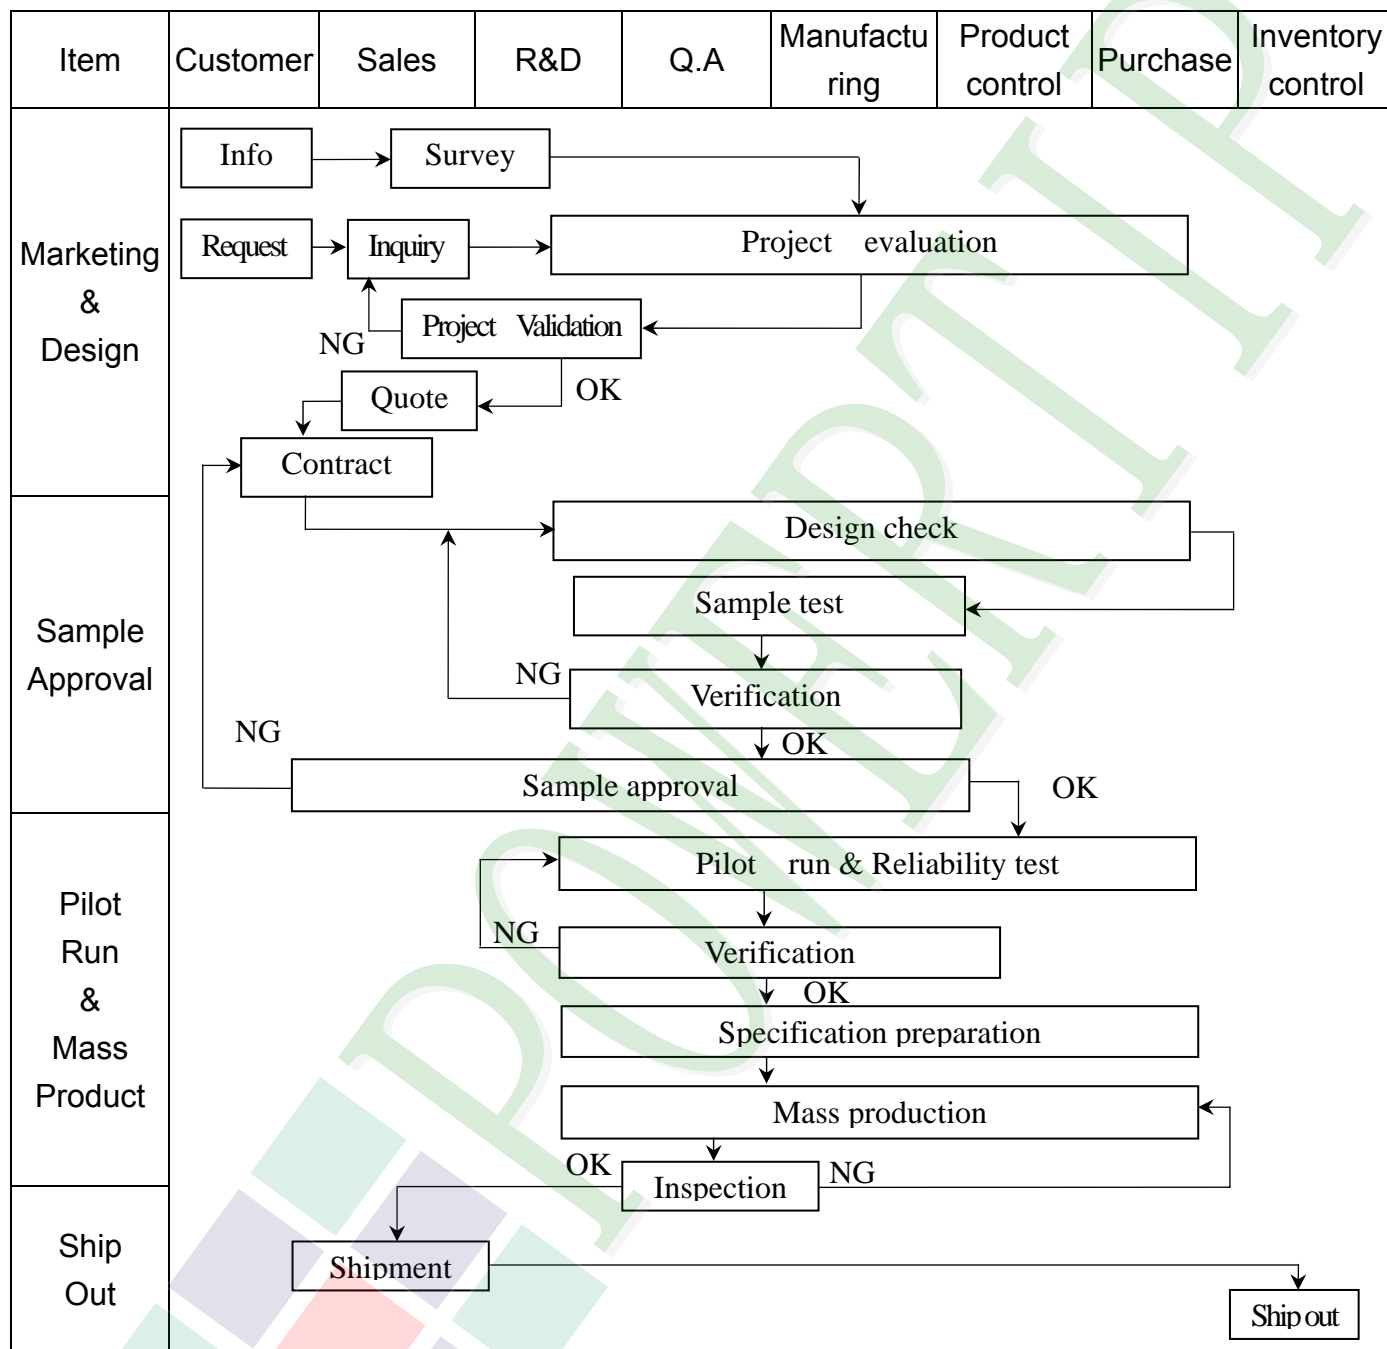 Item
Customer
Sales
R&D
Q.A
Manufactu
ring
Product
control
Purchase
Inventory
control
Marketing
&
Design
Info
Survey
Request
Inquiry
Project evaluation
Project Validation
NG
OK
Quote
Contract
Sample
Approval
Design check
Sample test
NG
Verification
OK
NG
Sample approval
OK
Pilot
Run
&
Mass
Product
Pilot run & Reliability test
NG
Verification
OK
Specification preparation
Mass production
OK
Inspection
NG
Ship
Out
Shipment
Ship out
POWERTIP